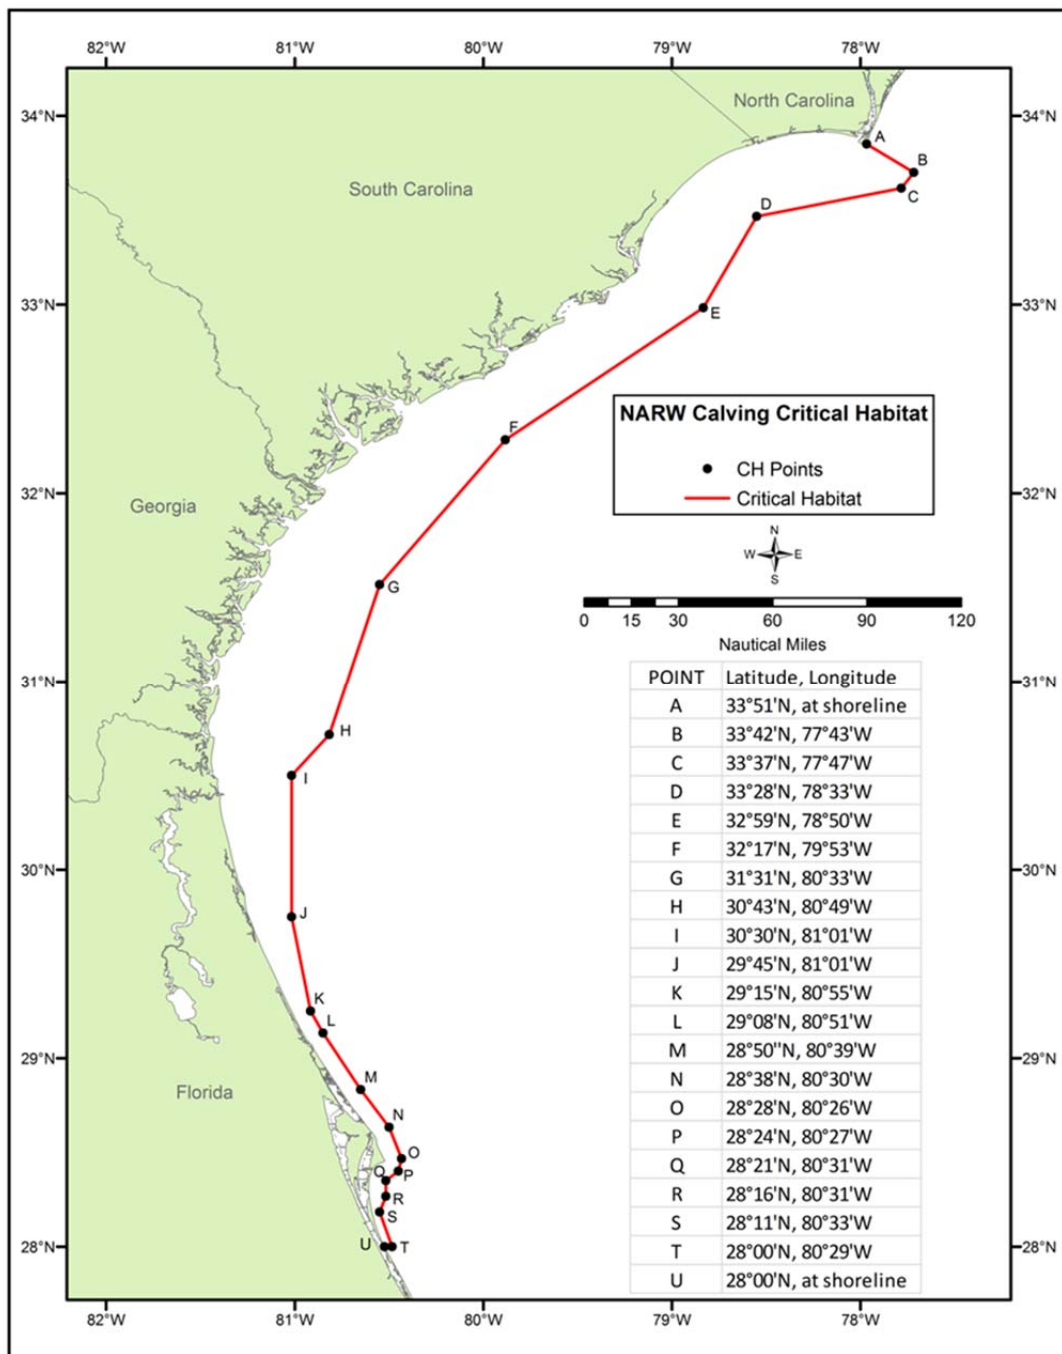 82°W 81°W 80°W 79°W 78°W
34°N 34°N
North Carolina
A
B
South Carolina
C
D
33°N 33°N
E
NARW Calving Critical Habitat
F
CH Points
32°N 32°N
Critical Habitat
Georgia
N
W E
S
G
0 15 30 60 90 120
Nautical Miles
31°N 31°N
H
I
30°N 30°N
J
K
L
29°N 29°N
M
Florida
N
O
Q P
R
S
28°N 28°N
U T
POINT Latitude, Longitude
A 33°51'N, at shoreline
B 33°42'N, 77°43'W
C 33°37'N, 77°47'W
D 33°28'N, 78°33'W
E 32°59'N, 78°50'W
F 32°17'N, 79°53'W
G 31°31'N, 80°33'W
H 30°43'N, 80°49'W
I 30°30'N, 81°01'W
J 29°45'N, 81°01'W
K 29°15'N, 80°55'W
L 29°08'N, 80°51'W
M 28°50''N, 80°39'W
N 28°38'N, 80°30'W
O 28°28'N, 80°26'W
P 28°24'N, 80°27'W
Q 28°21'N, 80°31'W
R 28°16'N, 80°31'W
S 28°11'N, 80°33'W
T 28°00'N, 80°29'W
U 28°00'N, at shoreline
82°W 81°W 80°W 79°W 78°W